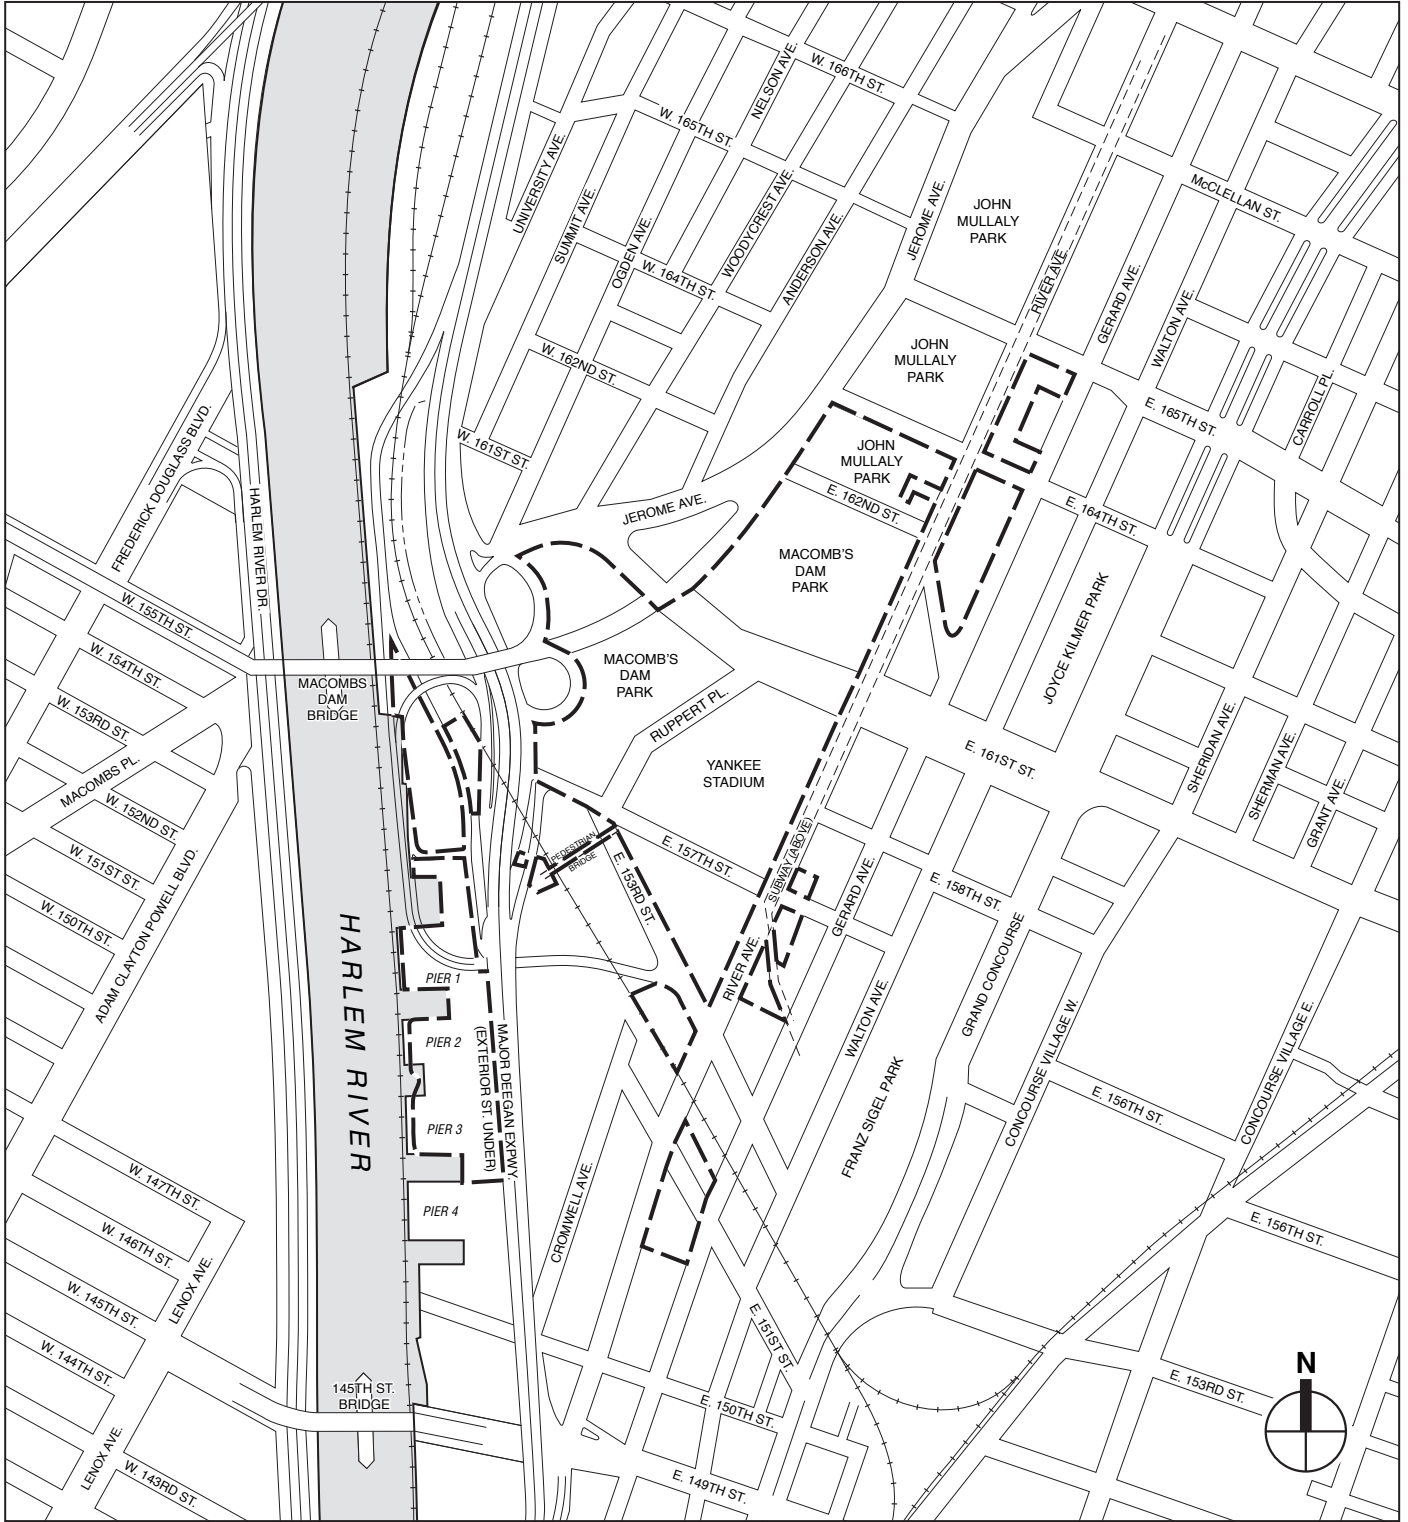 NELSON AVE.
W. 166TH ST.
W. 165TH ST.
UNIVERSITY AVE.
SUMMIT AVE.
OGDEN AVE.
WOODYCREST AVE.
ANDERSON AVE.
JEROME AVE.
JOHN
MULLALY
PARK
McCLELLAN ST.
W. 164TH ST.
RIVER AVE.
GERARD AVE.
WALTON AVE.
W. 162ND ST.
JOHN
MULLALY
PARK
CARROLL PL.
E. 165TH ST.
FREDERICK DOUGLASS BLVD.
HARLEM RIVER DR.
W. 161ST ST.
JOHN
MULLALY
PARK
E. 162ND ST.
JEROME AVE.
E. 164TH ST.
MACOMB'S
DAM
PARK
W. 155TH ST.
W. 154TH ST.
W. 153RD ST.
MACOMBS PL.
W. 152ND ST.
W. 151ST ST.
W. 150TH ST.
ADAM CLAYTON POWELL BLVD.
MACOMBS
DAM
BRIDGE
MACOMB'S
DAM
PARK
RUPPERT PL.
JOYCE KILMER PARK
YANKEE
STADIUM
E. 161ST ST.
SHERIDAN AVE.
SHERMAN AVE.
GRANT AVE.
PEDESTRIAN
BRIDGE
E. 157TH ST.
SUBWAY (ABOVE)
E. 153RD ST.
GERARD AVE.
E. 158TH ST.
RIVER AVE.
HARLEM RIVER
PIER 1
PIER 2
PIER 3
PIER 4
MAJOR DEEGAN EXPWY.
(EXTERIOR ST. UNDER)
WALTON AVE.
GRAND CONCOURSE
FRANZ SIGEL PARK
CONCOURSE VILLAGE W.
CONCOURSE VILLAGE E.
E. 156TH ST.
E. 156TH ST.
CROMWELL AVE.
W. 147TH ST.
W. 146TH ST.
LENOX AVE.
W. 145TH ST.
W. 144TH ST.
E. 151ST ST.
145TH ST.
BRIDGE
E. 150TH ST.
E. 153RD ST.
N
LENOX AVE.
W. 143RD ST.
E. 149TH ST.